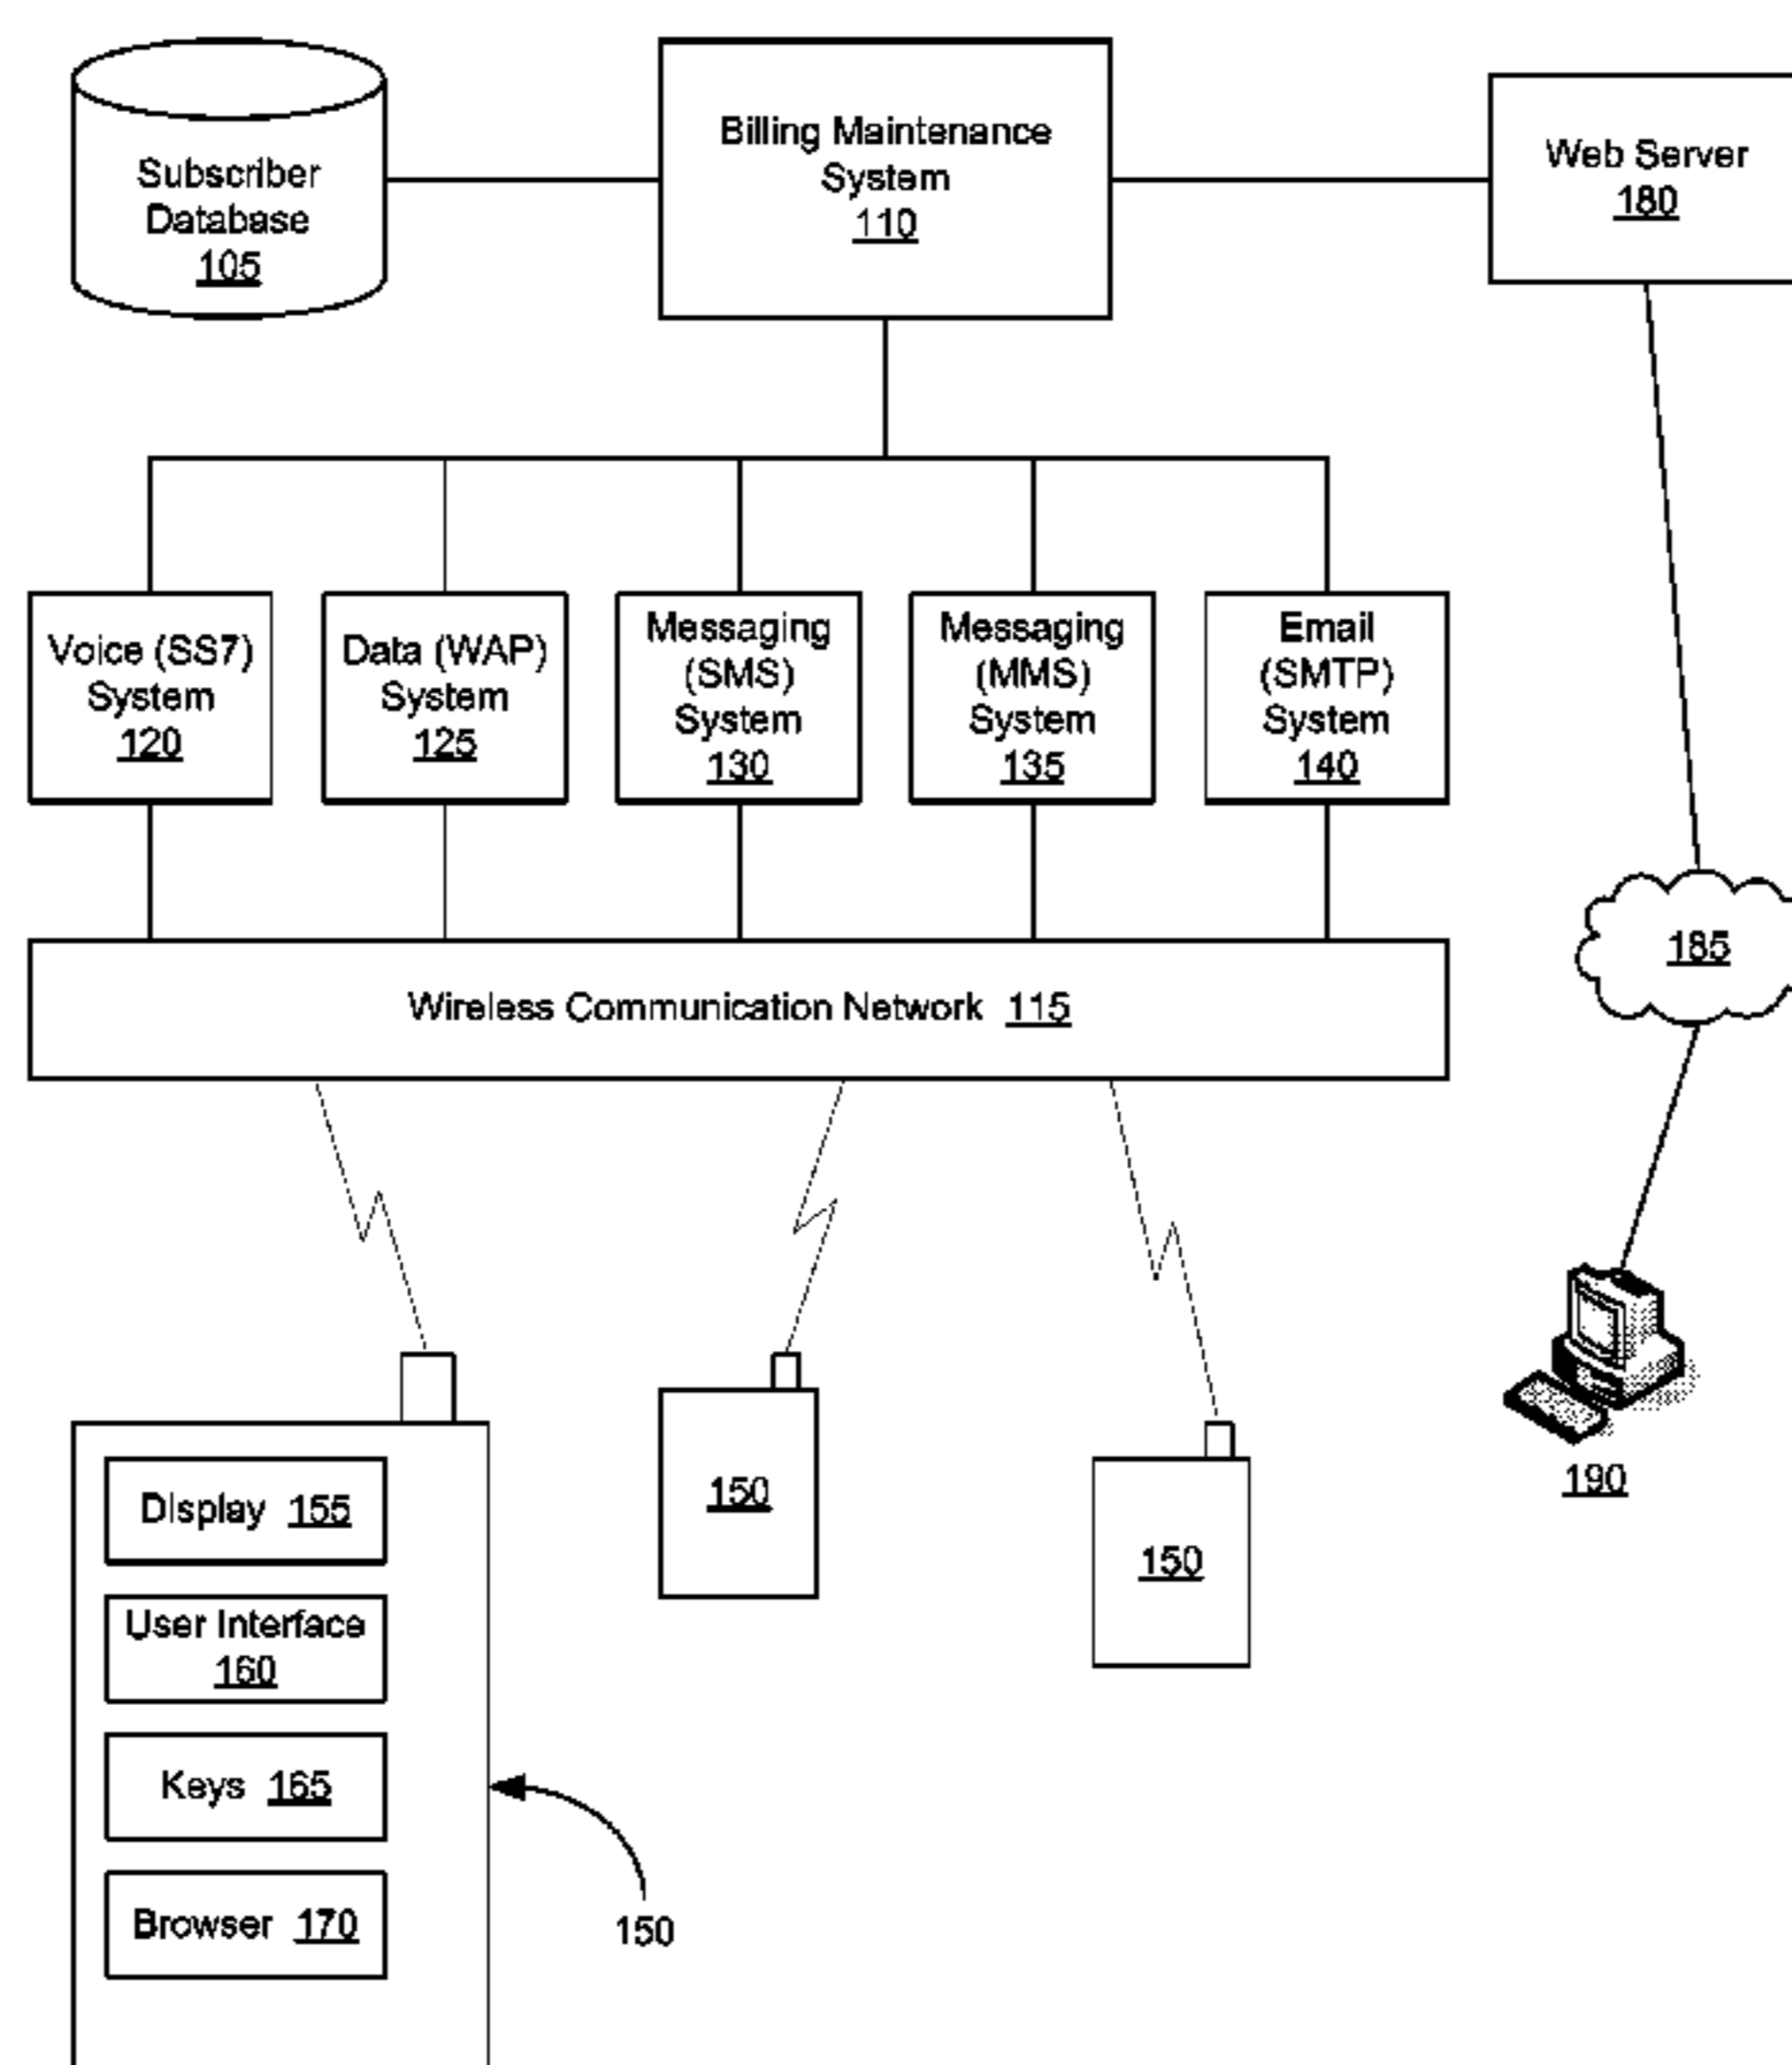 Subscriber
Database
105
Billing Maintenance
System
110
Web Server
180
Voice (SS7)
System
120
Data (WAP)
System
125
Messaging
(SMS)
System
130
Messaging
(MMS)
System
135
Email
(SMTP)
System
140
185
Wireless Communication Network 115
190
Display 155
User Interface
160
Keys 165
Browser 170
150
150
150